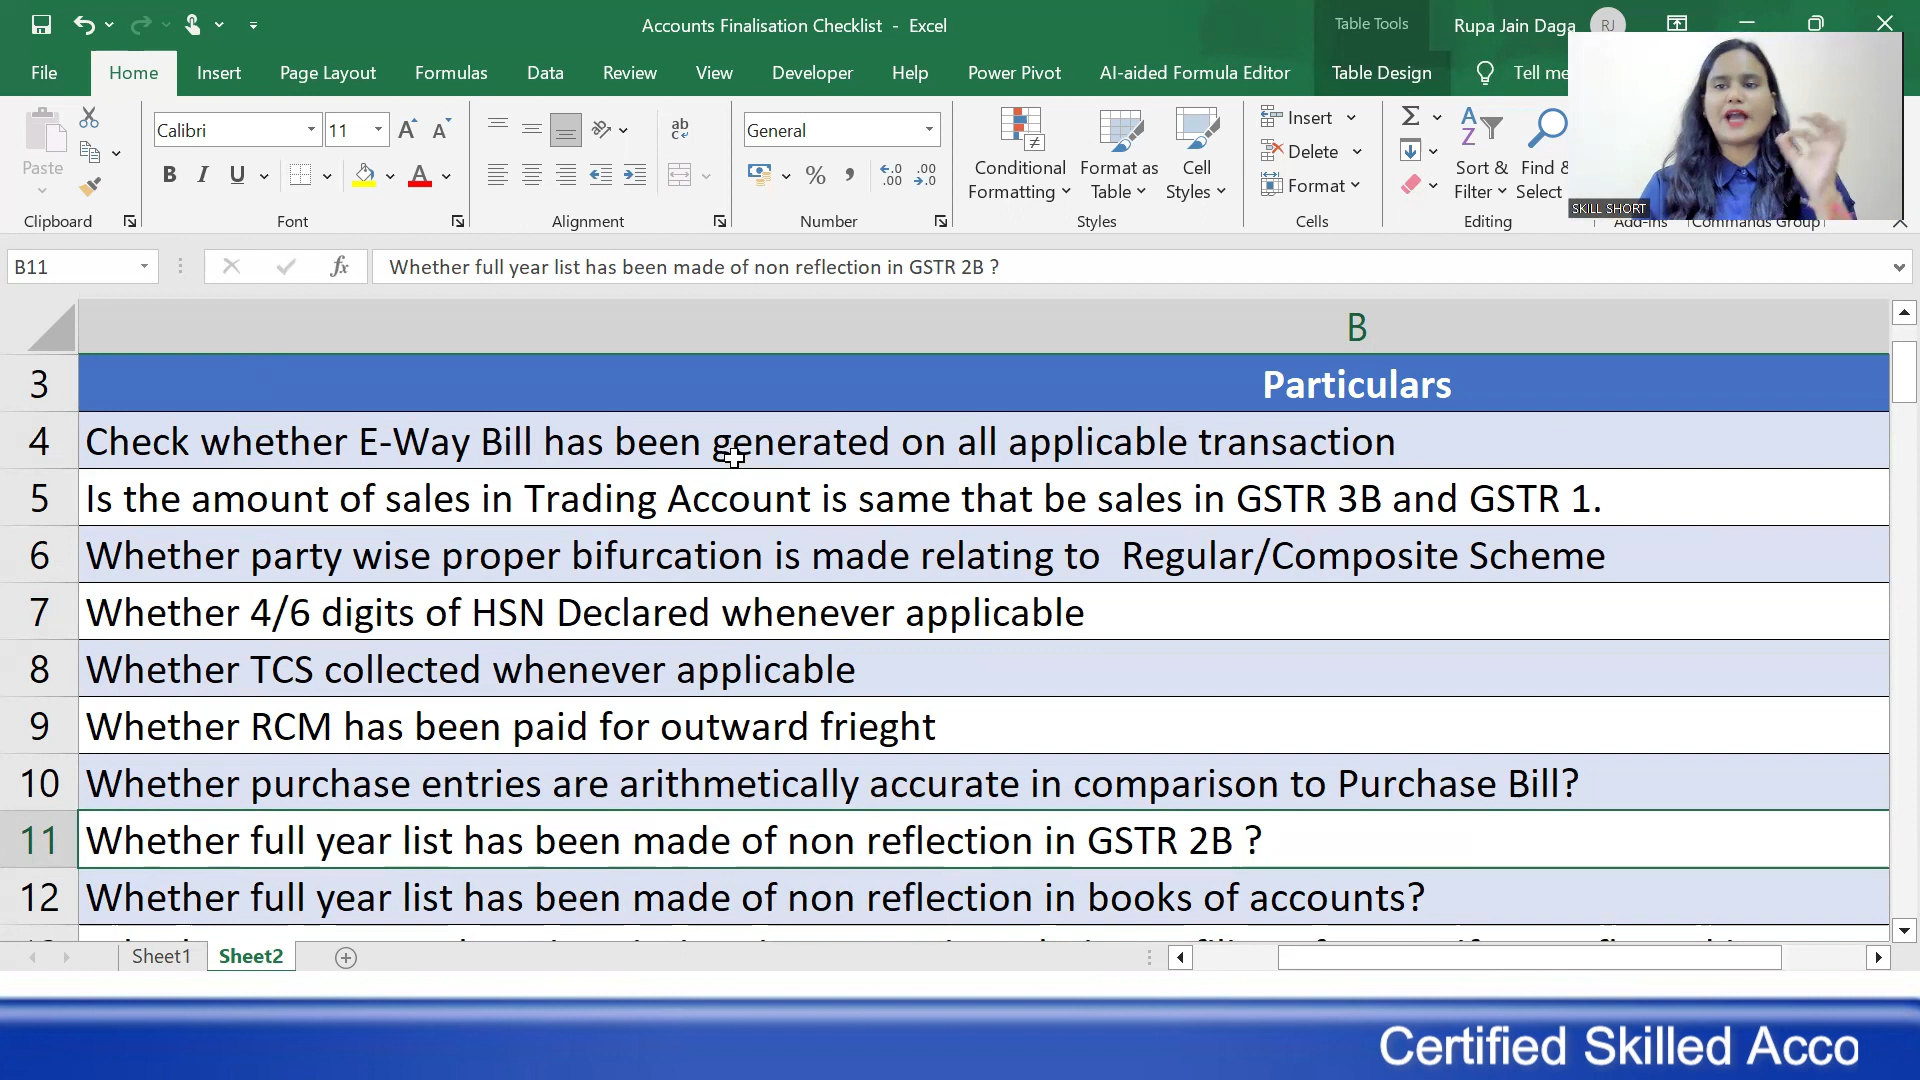 Accounts Finalisation Checklist - Excel
Table Tools
Rupa Jain Daga
RJ
File
Home
Insert
Page Layout
Formulas
Data
Review
View
Developer
Help
Power Pivot
AI-aided Formula Editor
Table Design
Tell me
Paste
Clipboard
Calibri
11
B I U
Font
ab
Alignment
General
Number
Conditional
Formatting
Format as
Table
Cell
Styles
Styles
Insert
Delete
Format
Cells
Sort &
Filter
Find &
Select
Editing
SKILL SHORT
Add-ins
Commands Group
B11
fx
Whether full year list has been made of non reflection in GSTR 2B ?
B
3 Particulars
4 Check whether E-Way Bill has been generated on all applicable transaction
5 Is the amount of sales in Trading Account is same that be sales in GSTR 3B and GSTR 1.
6 Whether party wise proper bifurcation is made relating to  Regular/Composite Scheme
7 Whether 4/6 digits of HSN Declared whenever applicable
8 Whether TCS collected whenever applicable
9 Whether RCM has been paid for outward frieght
10 Whether purchase entries are arithmetically accurate in comparison to Purchase Bill?
11 Whether full year list has been made of non reflection in GSTR 2B ?
12 Whether full year list has been made of non reflection in books of accounts?
Sheet1
Sheet2
Certified Skilled Acco